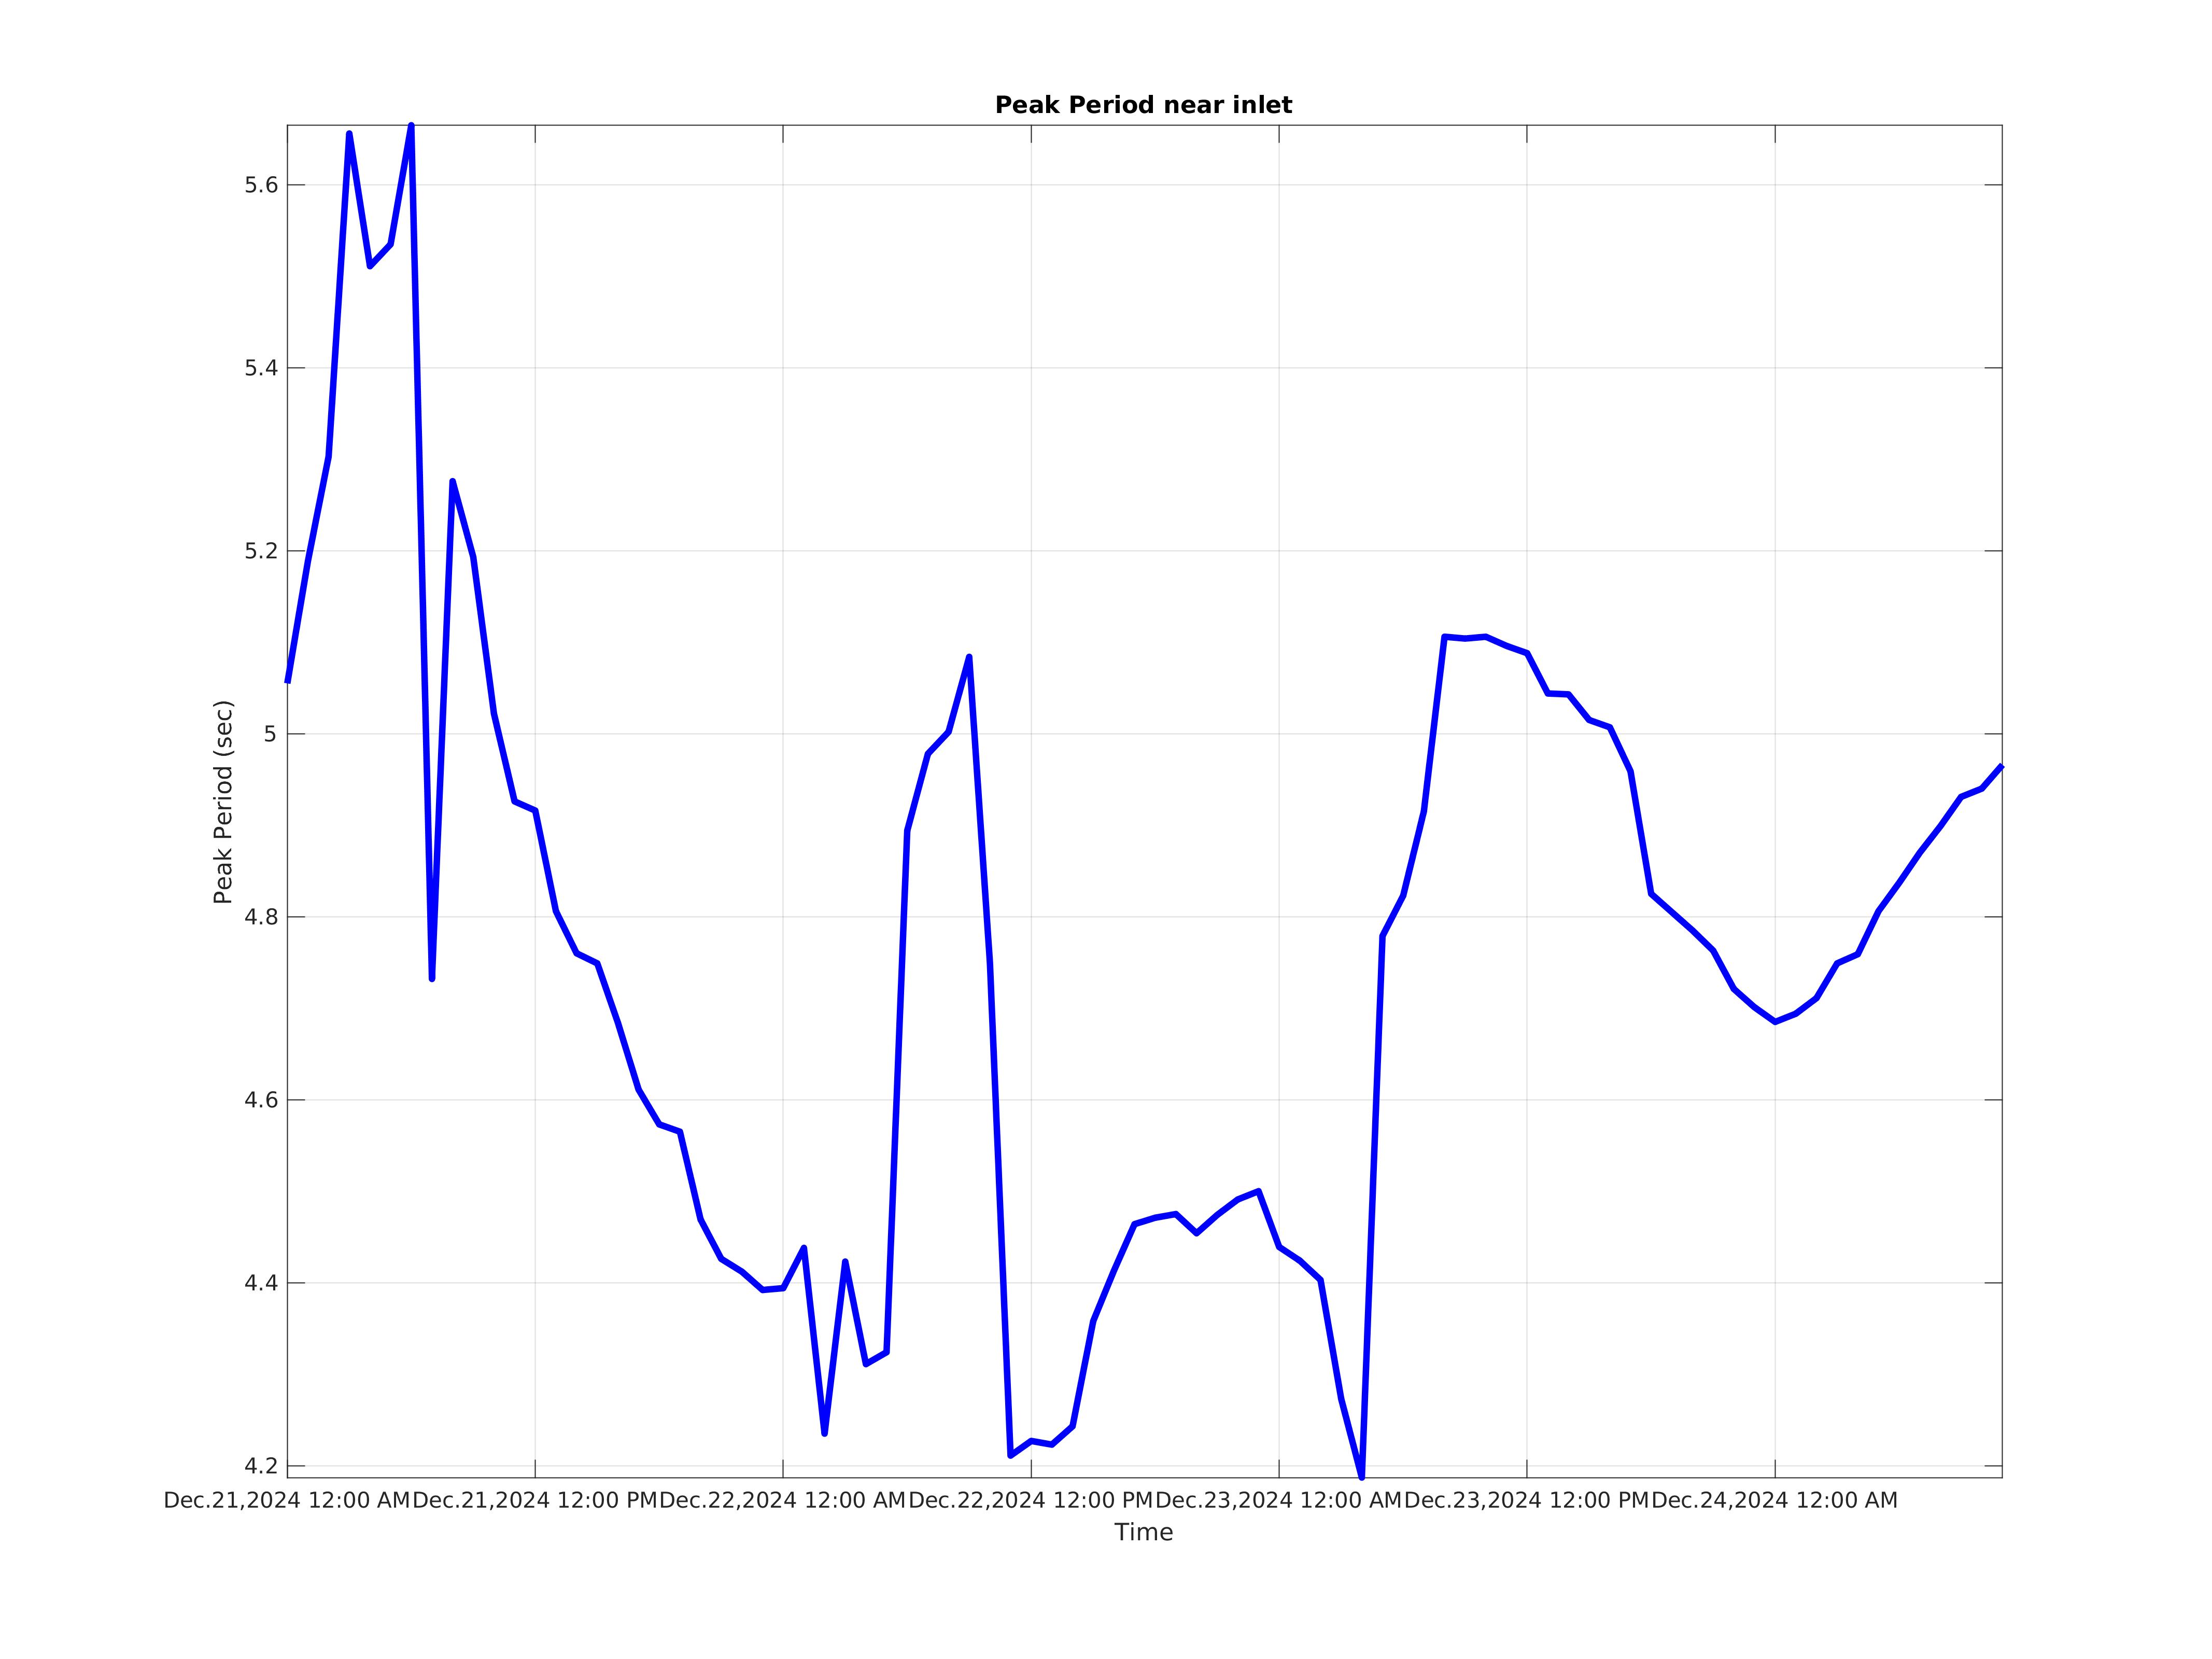 Peak Period near inlet
5.6
5.4
5.2
5
4.8
4.6
4.4
4.2
Peak Period (sec)
Dec.21,2024 12:00 AM Dec.21,2024 12:00 PM Dec.22,2024 12:00 AM Dec.22,2024 12:00 PM Dec.23,2024 12:00 AM Dec.23,2024 12:00 PM Dec.24,2024 12:00 AM
Time